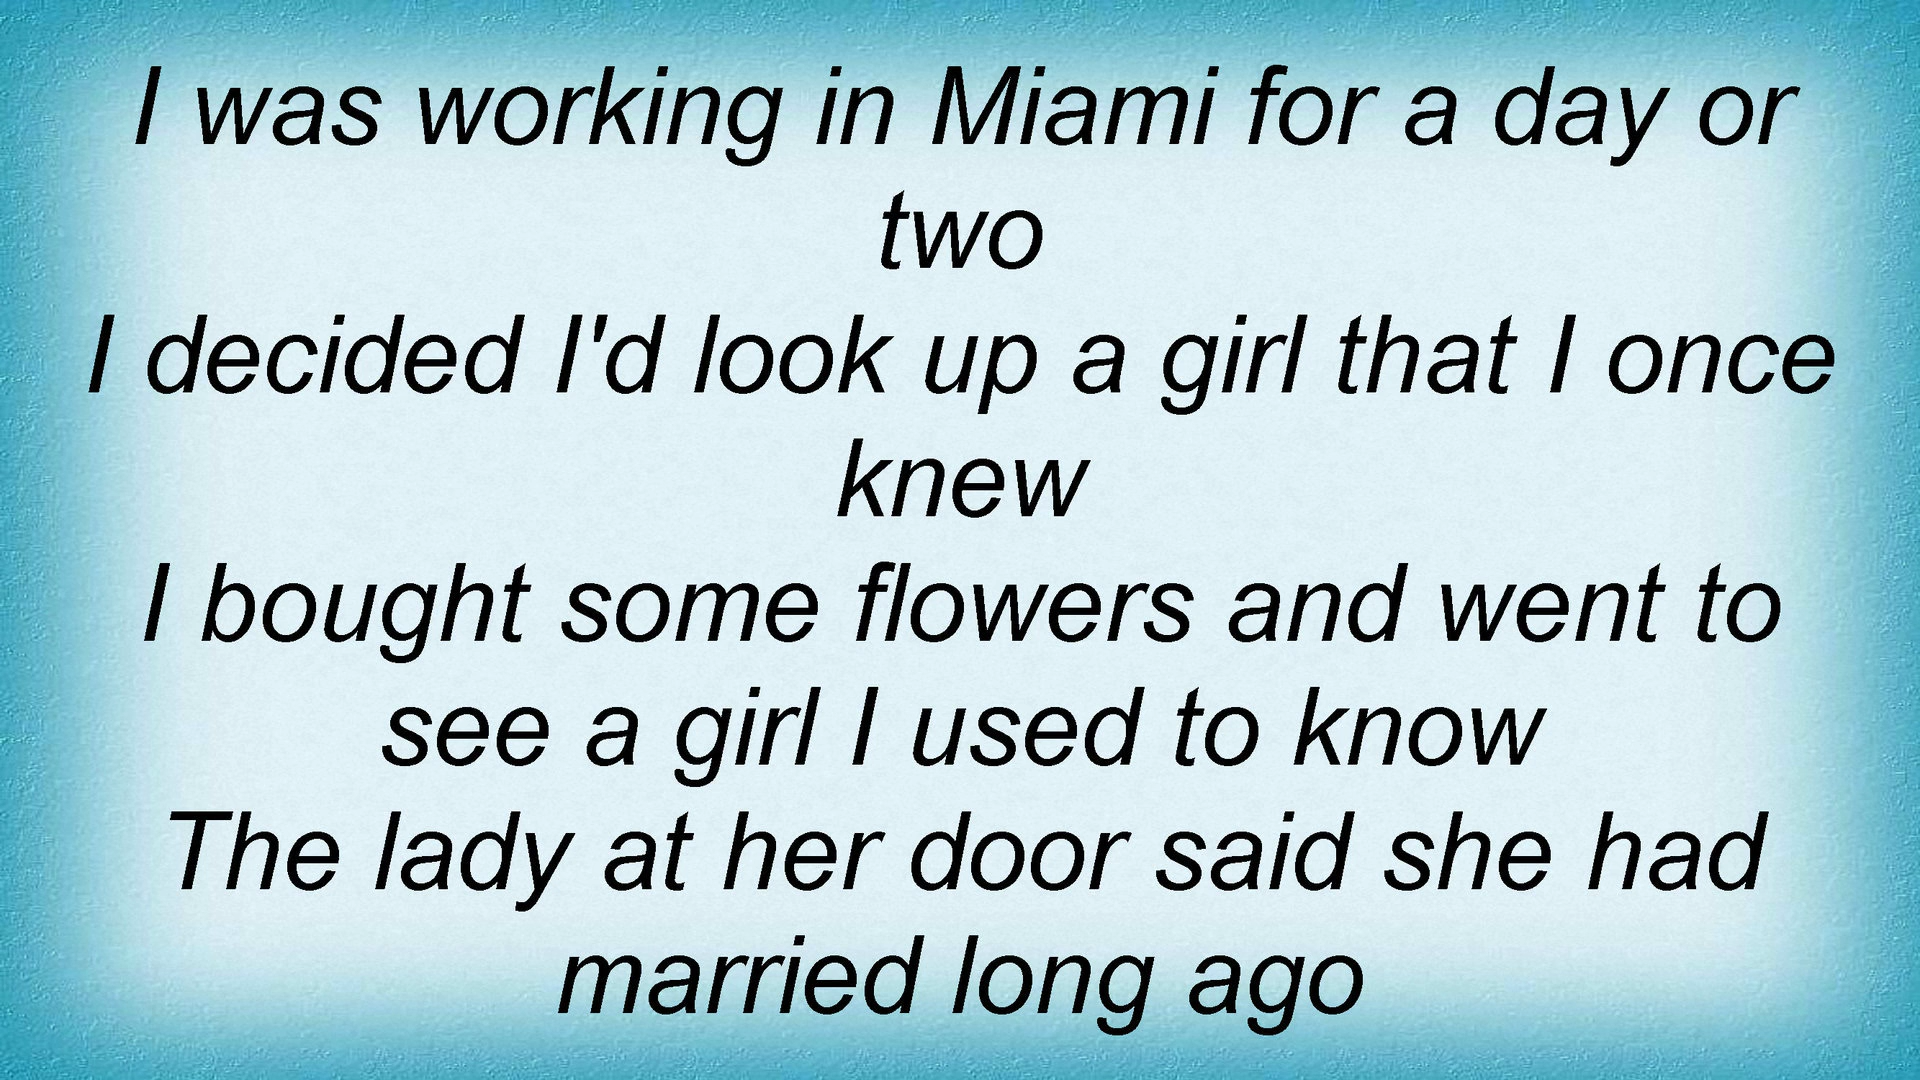 I was working in Miami for a day or
two
I decided I'd look up a girl that I once
knew
I bought some flowers and went to
see a girl I used to know
The lady at her door said she had
married long ago